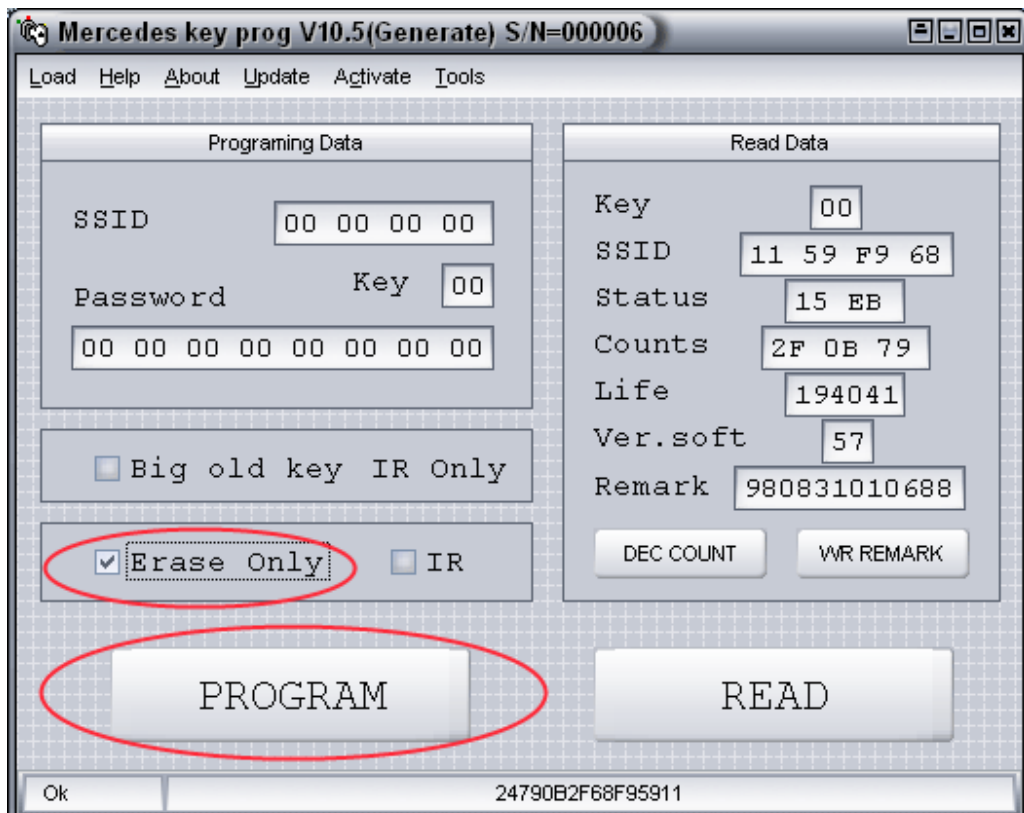 Mercedes key prog V10.5(Generate) S/N=000006
Load Help About Update Activate Tools
Programing Data
SSID 00 00 00 00
Key 00
Password
00 00 00 00 00 00 00 00
Big old key IR Only
Erase Only IR
PROGRAM
Read Data
Key 00
SSID 11 59 F9 68
Status 15 EB
Counts 2F 0B 79
Life 194041
Ver.soft 57
Remark 980831010688
DEC COUNT WR REMARK
READ
Ok 24790B2F68F95911